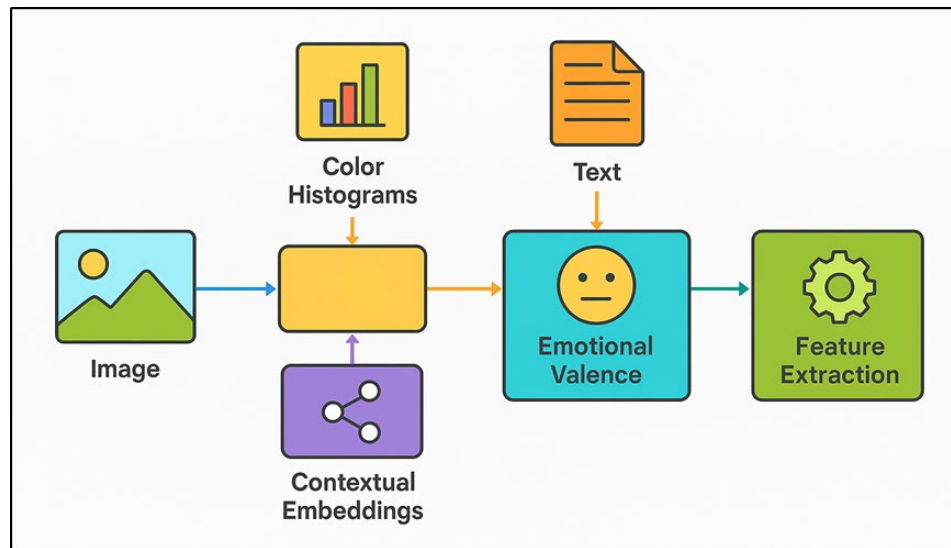 Color
Histograms
Text
Image
Emotional
Valence
Feature
Extraction
Contextual
Embeddings